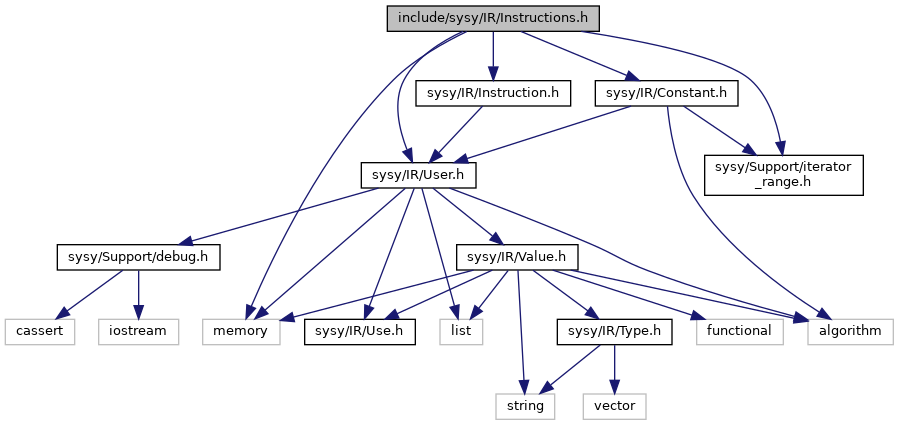 include/sysy/IR/Instructions.h
sysy/IR/Instruction.h
sysy/IR/Constant.h
sysy/IR/User.h
sysy/Support/iterator
_range.h
sysy/Support/debug.h
sysy/IR/Value.h
cassert
iostream
memory
sysy/IR/Use.h
list
sysy/IR/Type.h
functional
algorithm
string
vector